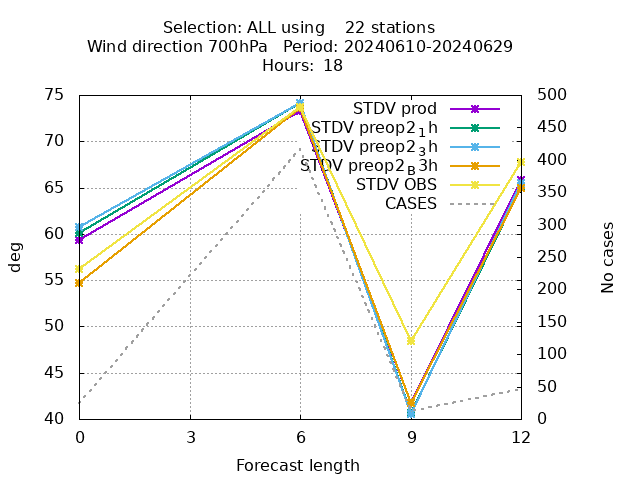 Selection: ALL using 22 stations
Wind direction 700hPa Period: 20240610-20240629
Hours: 18
75
70
65
60
55
50
45
40
deg
500
450
400
350
300
250
200
150
100
50
0
No cases
STDV prod
STDV preop2_1h
STDV preop2_3h
STDV preop2_B3h
STDV OBS
CASES
0 3 6 9 12
Forecast length